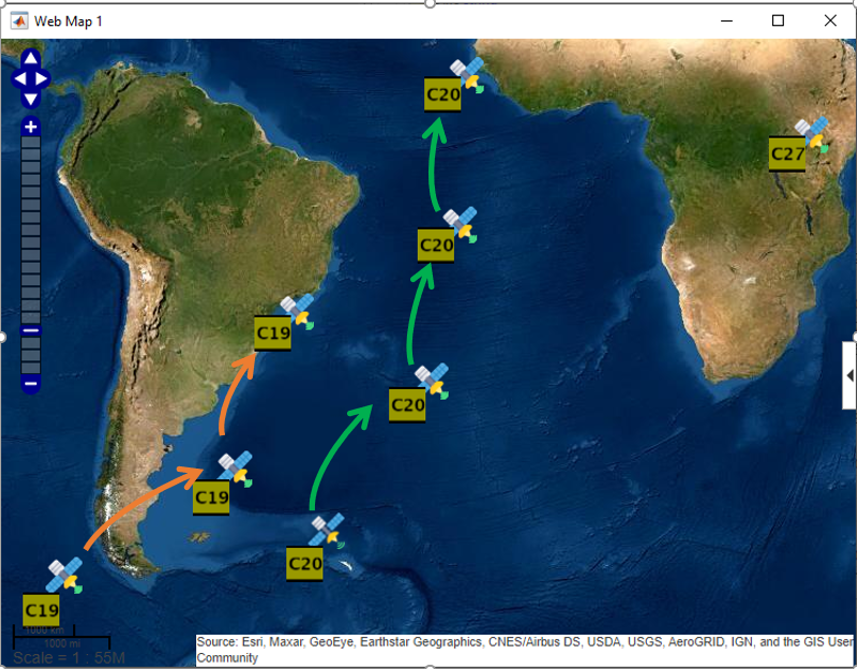 Web Map 1
C20
C27
C20
C19
C20
C19
C20
C19
1000 km
1000 mi
Scale = 1 : 55M
Source: Esri, Maxar, GeoEye, Earthstar Geographics, CNES/Airbus DS, USDA, USGS, AeroGRID, IGN, and the GIS User
Community